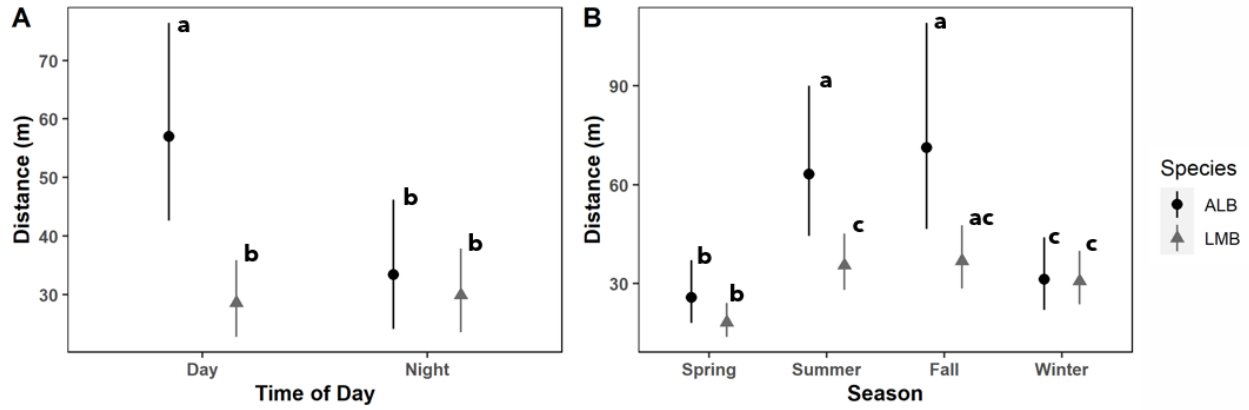 A
a
b
b
b
70
60
50
40
30
Distance (m)
Day
Night
Time of Day
B
a
a
b
b
c
ac
c
c
90
60
30
Distance (m)
Spring
Summer
Fall
Winter
Season
Species
ALB
LMB